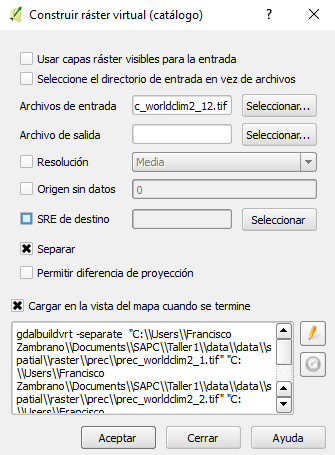 Construir ráster virtual (catálogo)
Usar capas ráster visibles para la entrada
Seleccione el directorio de entrada en vez de archivos
Archivos de entrada c_worldclim2_12.tif Seleccionar...
Archivo de salida Seleccionar...
Resolución Media
Origen sin datos 0
SRE de destino Seleccionar
Separar
Permitir diferencia de proyección
Cargar en la vista del mapa cuando se termine
gdalbuildvrt -separate "C:\\Users\\Francisco
Zambrano\\Documents\\SAPC\\Taller1\\data\\data\\s
patial\\raster\\prec\\prec_worldclim2_1.tif" "C:
\\Users\\Francisco
Zambrano\\Documents\\SAPC\\Taller1\\data\\data\\s
patial\\raster\\prec\\prec_worldclim2_2.tif" "C:
\\Users\\Francisco
Aceptar Cerrar Ayuda